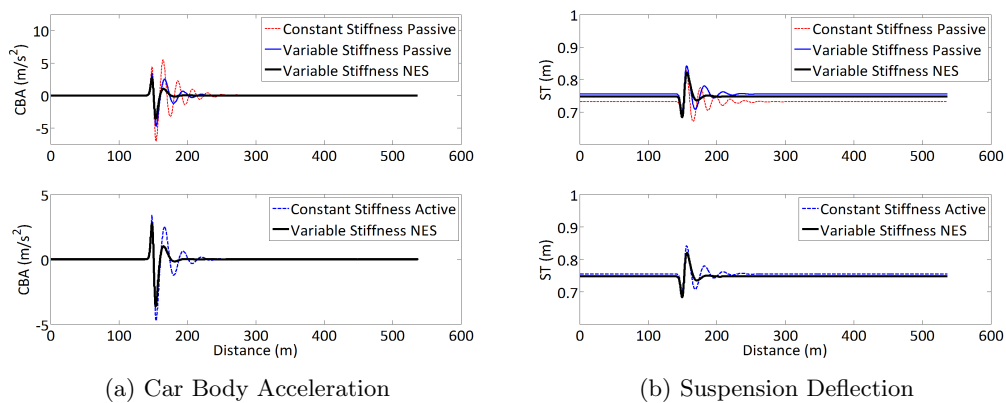 CBA (m/s²)
10
5
0
-5
0 100 200 300 400 500 600
Constant Stiffness Passive
Variable Stiffness Passive
Variable Stiffness NES
ST (m)
1
0.9
0.8
0.7
0 100 200 300 400 500 600
Constant Stiffness Passive
Variable Stiffness Passive
Variable Stiffness NES
CBA (m/s²)
5
0
-5
0 100 200 300 400 500 600
Distance (m)
Constant Stiffness Active
Variable Stiffness NES
ST (m)
1
0.9
0.8
0.7
0 100 200 300 400 500 600
Distance (m)
Constant Stiffness Active
Variable Stiffness NES
(a) Car Body Acceleration
(b) Suspension Deflection